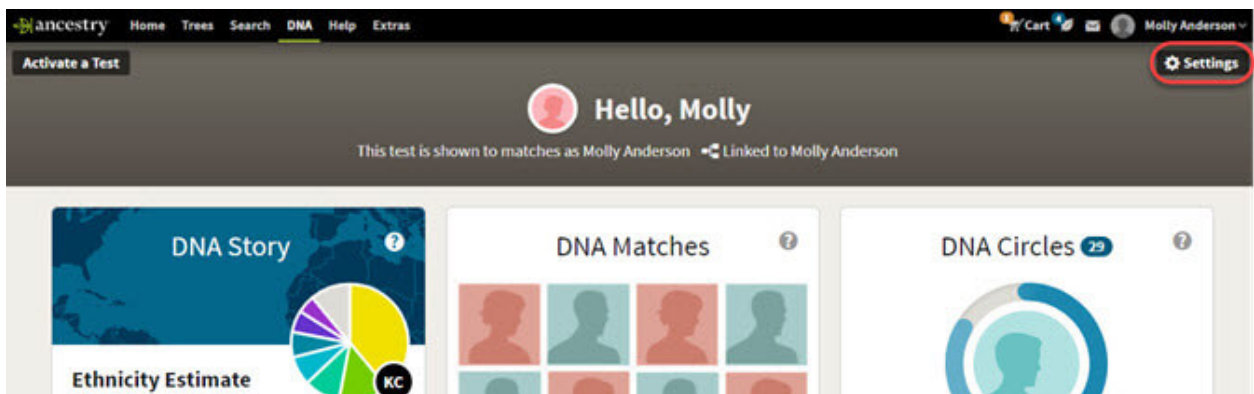 ancestry Home Trees Search DNA Help Extras Cart Molly Anderson
Activate a Test Settings
Hello, Molly
This test is shown to matches as Molly Anderson Linked to Molly Anderson
DNA Story ? DNA Matches ? DNA Circles 29 ?
Ethnicity Estimate KC